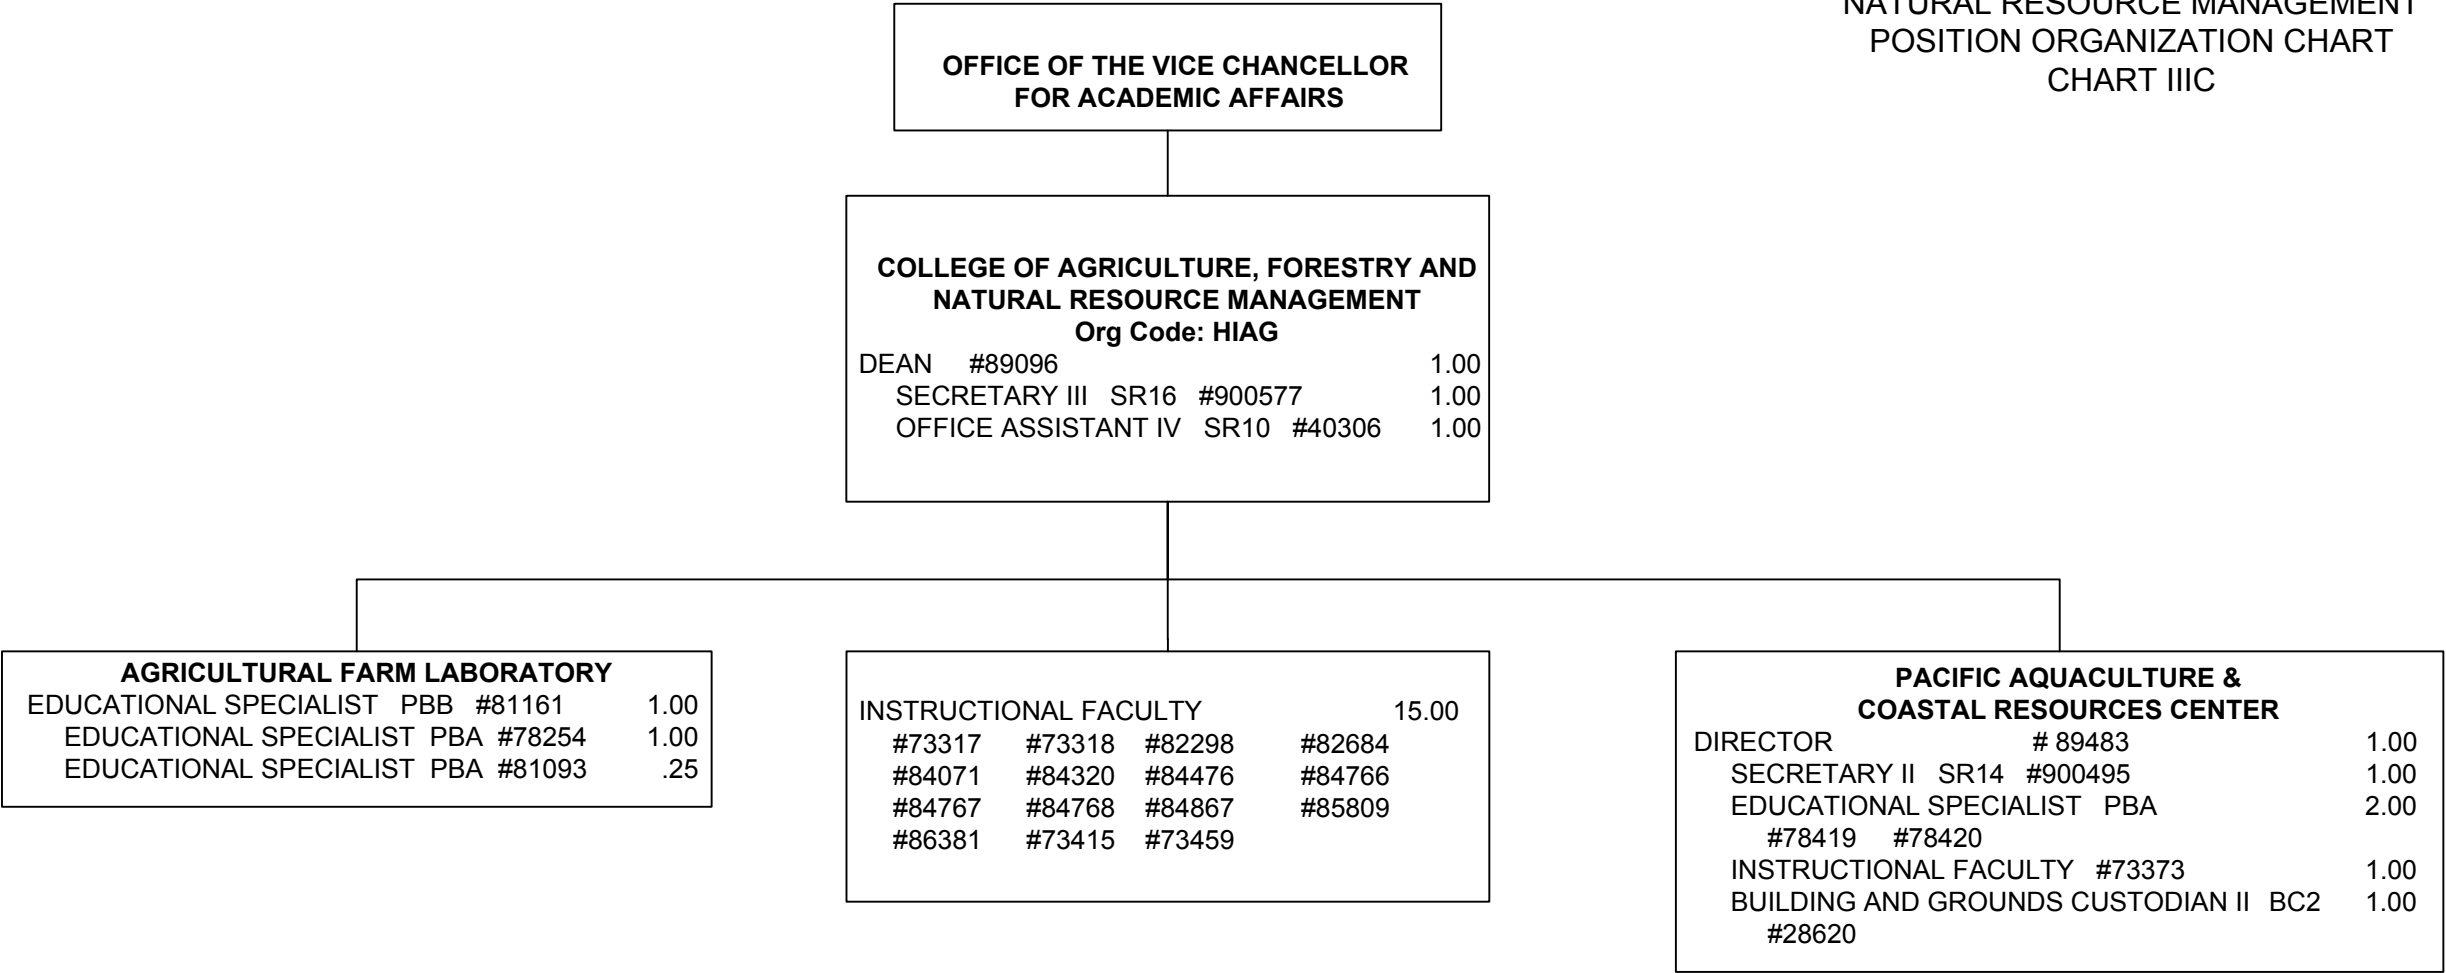 NATURAL RESOURCE MANAGEMENT
POSITION ORGANIZATION CHART
CHART IIIC
OFFICE OF THE VICE CHANCELLOR
FOR ACADEMIC AFFAIRS
COLLEGE OF AGRICULTURE, FORESTRY AND
NATURAL RESOURCE MANAGEMENT
Org Code: HIAG
DEAN #89096 1.00
SECRETARY III SR16 #900577 1.00
OFFICE ASSISTANT IV SR10 #40306 1.00
AGRICULTURAL FARM LABORATORY
EDUCATIONAL SPECIALIST PBB #81161 1.00
EDUCATIONAL SPECIALIST PBA #78254 1.00
EDUCATIONAL SPECIALIST PBA #81093 .25
INSTRUCTIONAL FACULTY 15.00
#73317 #73318 #82298 #82684
#84071 #84320 #84476 #84766
#84767 #84768 #84867 #85809
#86381 #73415 #73459
PACIFIC AQUACULTURE &
COASTAL RESOURCES CENTER
DIRECTOR # 89483 1.00
SECRETARY II SR14 #900495 1.00
EDUCATIONAL SPECIALIST PBA 2.00
#78419 #78420
INSTRUCTIONAL FACULTY #73373 1.00
BUILDING AND GROUNDS CUSTODIAN II BC2 1.00
#28620